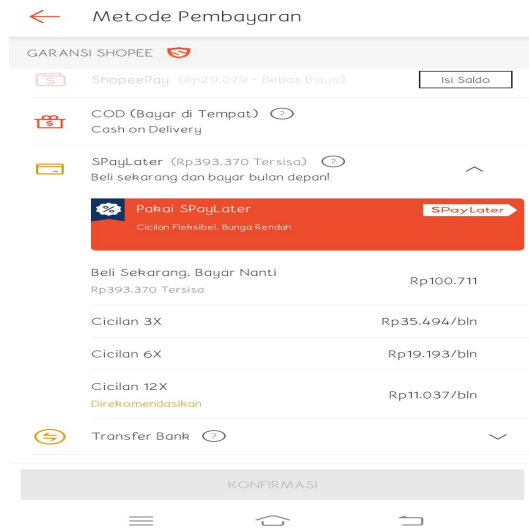 Metode Pembayaran
GARANSI SHOPEE
ShopeePay (Rp29.079 - Bebas Biaya)
Isi Saldo
COD (Bayar di Tempat) ?
Cash on Delivery
SPayLater (Rp393.370 Tersisa) ?
Beli sekarang dan bayar bulan depan!
Pakai SPayLater
SPayLater
Cicilan Fleksibel, Bunga Rendah
Beli Sekarang, Bayar Nanti
Rp100.711
Rp393.370 Tersisa
Cicilan 3X Rp35.494/bln
Cicilan 6X Rp19.193/bln
Cicilan 12X
Rp11.037/bln
Direkomendasikan
Transfer Bank ?
KONFIRMASI